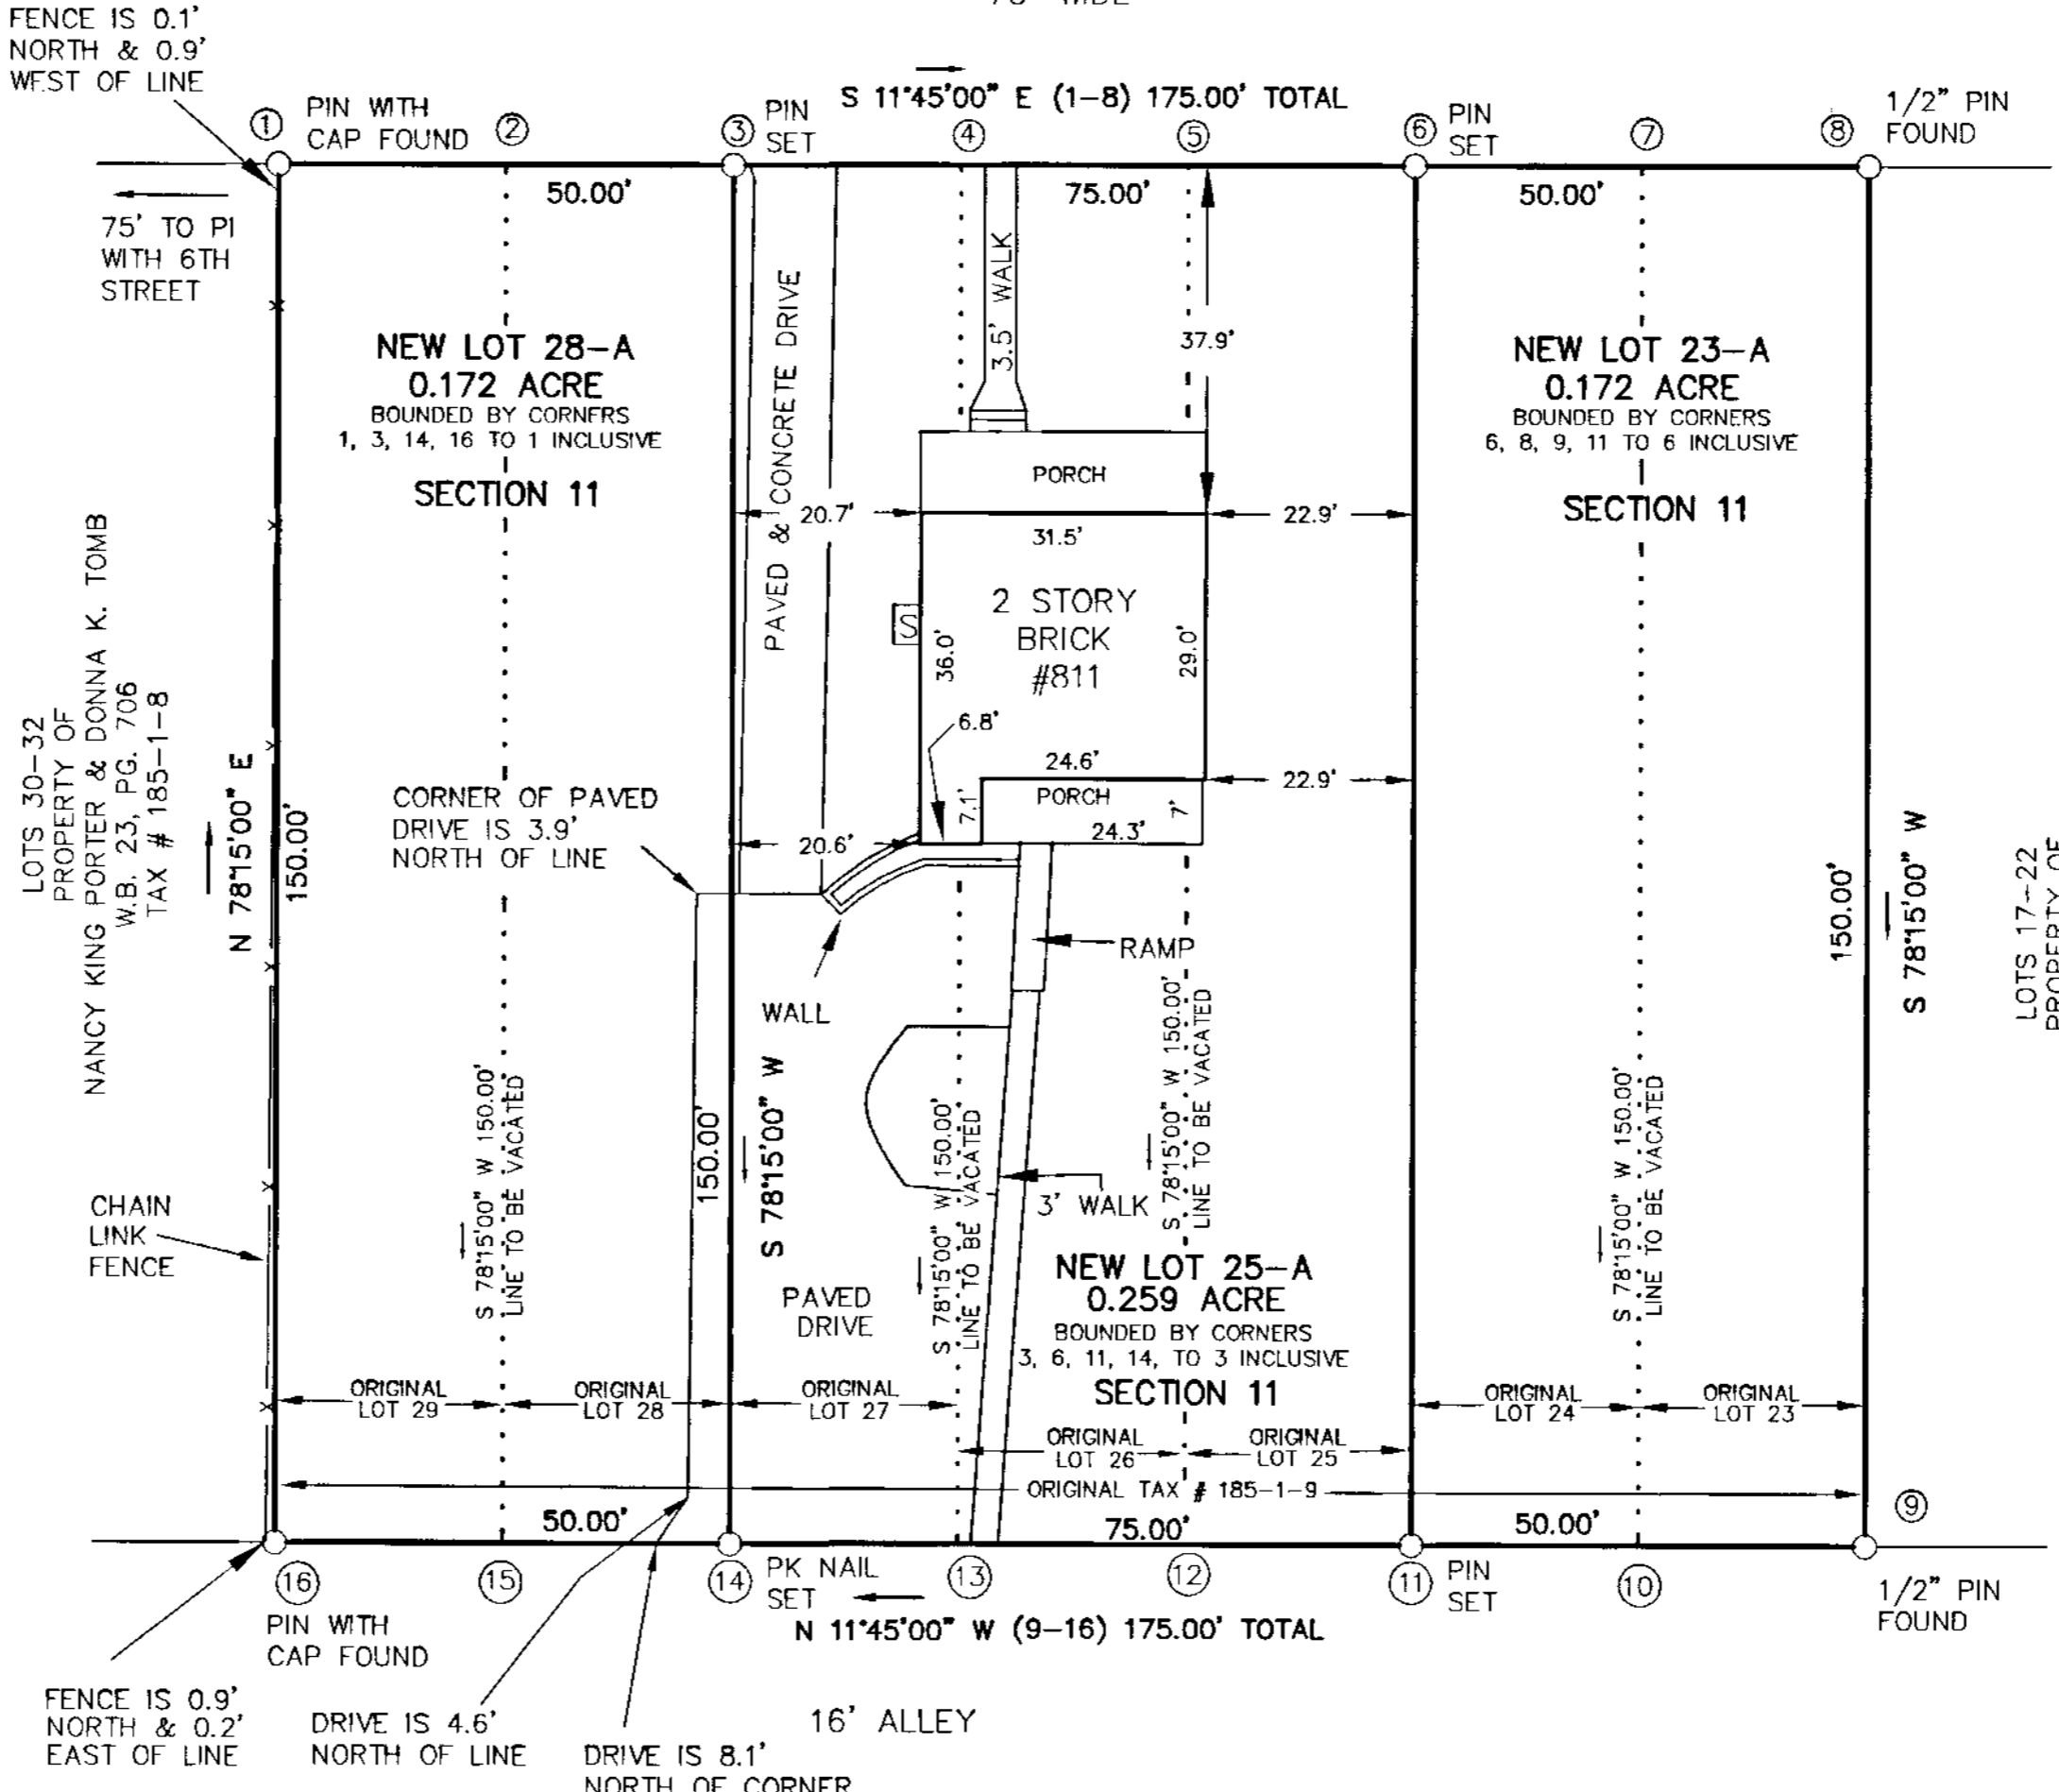 FENCE IS 0.1'
NORTH & 0.9'
WEST OF LINE
S 11°45'00" E (1-8) 175.00' TOTAL
1
PIN WITH
CAP FOUND
2
3
PIN
SET
4
5
6
PIN
SET
7
8
1/2" PIN
FOUND
50.00'
75.00'
50.00'
75' TO PI
WITH 6TH
STREET
NEW LOT 28-A
0.172 ACRE
BOUNDED BY CORNERS
1, 3, 14, 16 TO 1 INCLUSIVE
SECTION 11
PAVED & CONCRETE DRIVE
3.5' WALK
37.9'
NEW LOT 23-A
0.172 ACRE
BOUNDED BY CORNERS
6, 8, 9, 11 TO 6 INCLUSIVE
SECTION 11
PORCH
20.7'
31.5'
22.9'
S
2 STORY
BRICK
#811
36.0'
29.0'
6.8'
24.6'
22.9'
PORCH
7.1'
7'
24.3'
20.6'
LOTS 30-32
PROPERTY OF
NANCY KING PORTER & DONNA K. TOMB
W.B. 23, PG. 706
TAX # 185-1-8
N 78°15'00" E
150.00'
CORNER OF PAVED
DRIVE IS 3.9'
NORTH OF LINE
WALL
RAMP
150.00'
S 78°15'00" W
LOTS 17-22
PROPERTY OF
S 78°15'00" W 150.00'
LINE TO BE VACATED
150.00'
S 78°15'00" W
S 78°15'00" W 150.00'
LINE TO BE VACATED
S 78°15'00" W 150.00'
LINE TO BE VACATED
S 78°15'00" W 150.00'
LINE TO BE VACATED
3' WALK
CHAIN
LINK
FENCE
PAVED
DRIVE
NEW LOT 25-A
0.259 ACRE
BOUNDED BY CORNERS
3, 6, 11, 14, TO 3 INCLUSIVE
SECTION 11
ORIGINAL
LOT 29
ORIGINAL
LOT 28
ORIGINAL
LOT 27
ORIGINAL
LOT 26
ORIGINAL
LOT 25
ORIGINAL
LOT 24
ORIGINAL
LOT 23
ORIGINAL TAX # 185-1-9
50.00'
75.00'
50.00'
9
16
PIN WITH
CAP FOUND
15
14
PK NAIL
SET
13
12
11
PIN
SET
10
1/2" PIN
FOUND
N 11°45'00" W (9-16) 175.00' TOTAL
FENCE IS 0.9'
NORTH & 0.2'
EAST OF LINE
DRIVE IS 4.6'
NORTH OF LINE
DRIVE IS 8.1'
NORTH OF CORNER
16' ALLEY